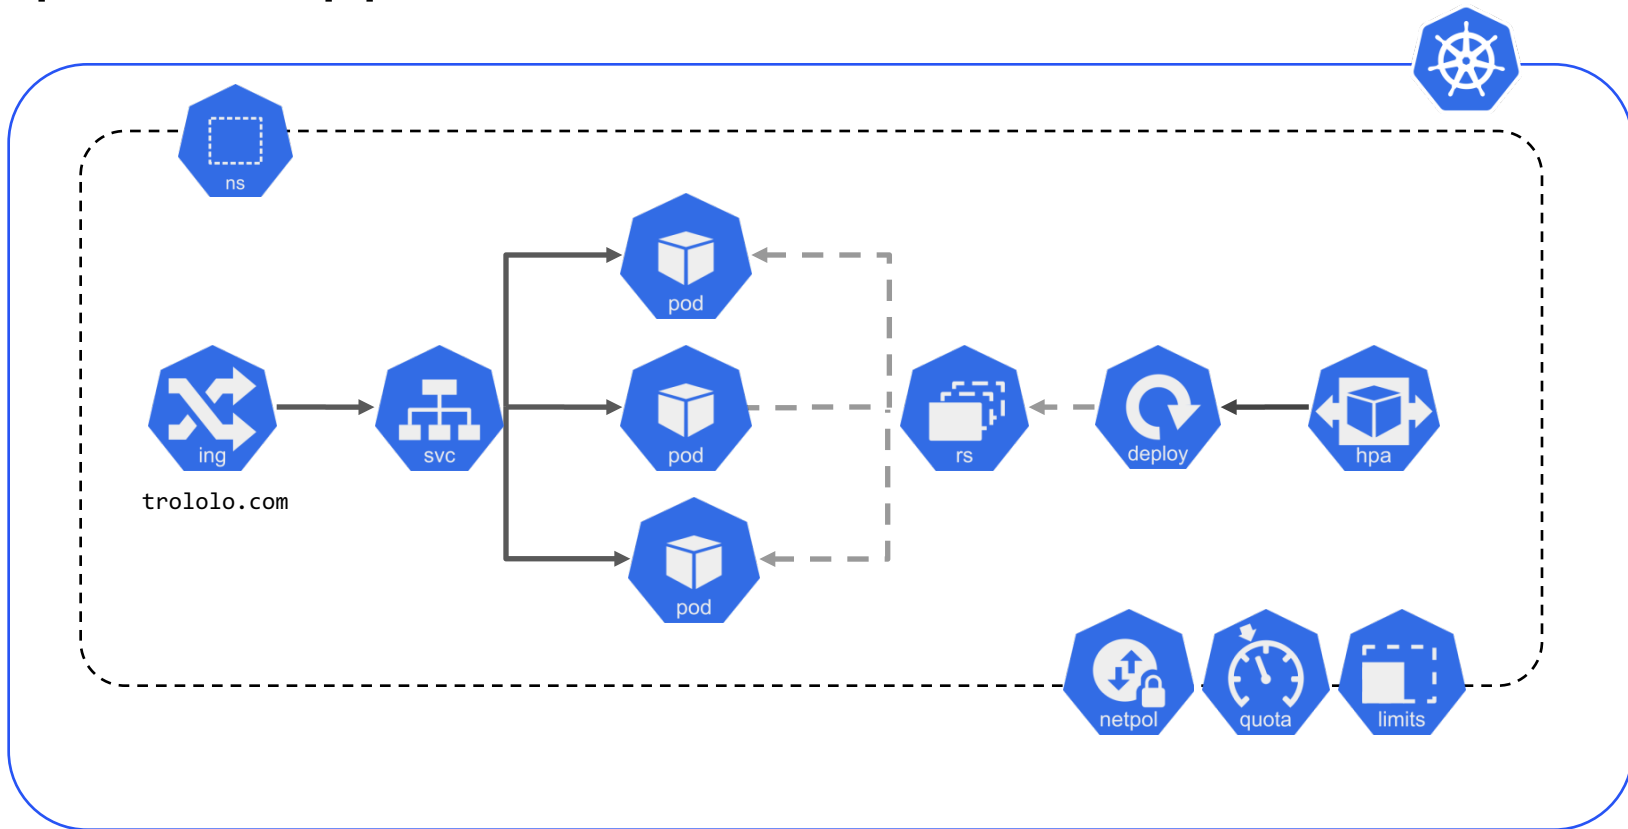 ns
pod
ing
svc
pod
rs
deploy
hpa
trololo.com
pod
netpol
quota
limits